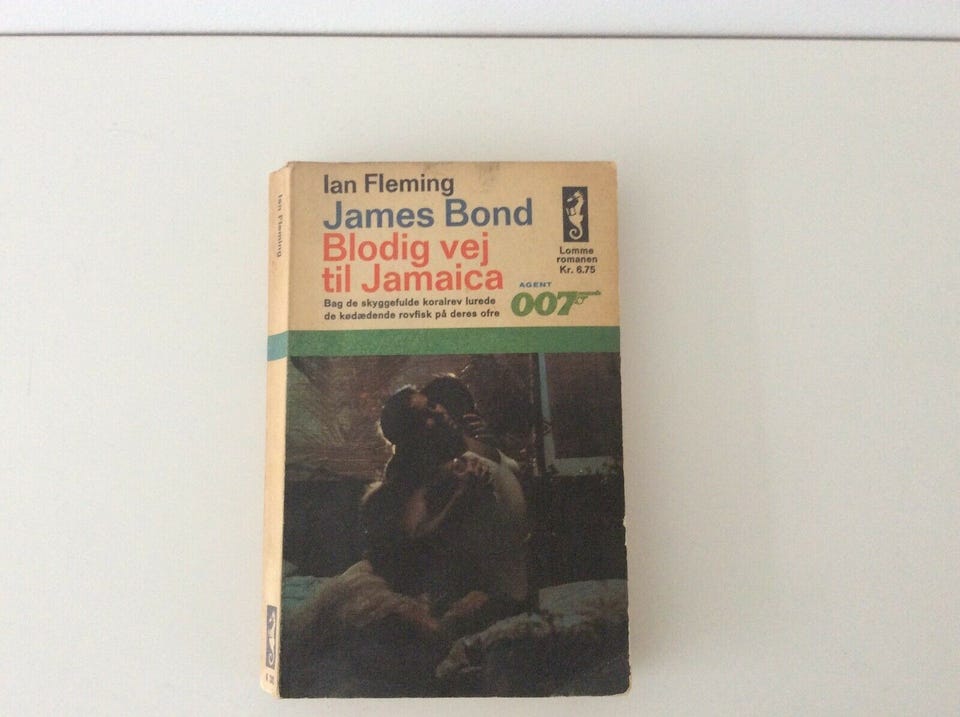 Ian Fleming
James Bond
Blodig vej
til Jamaica
Bag de skyggefulde koralrev lurede
de kødædende rovfisk på deres ofre
Lomme
romanen
Kr. 6.75
AGENT
007
Ian Fleming